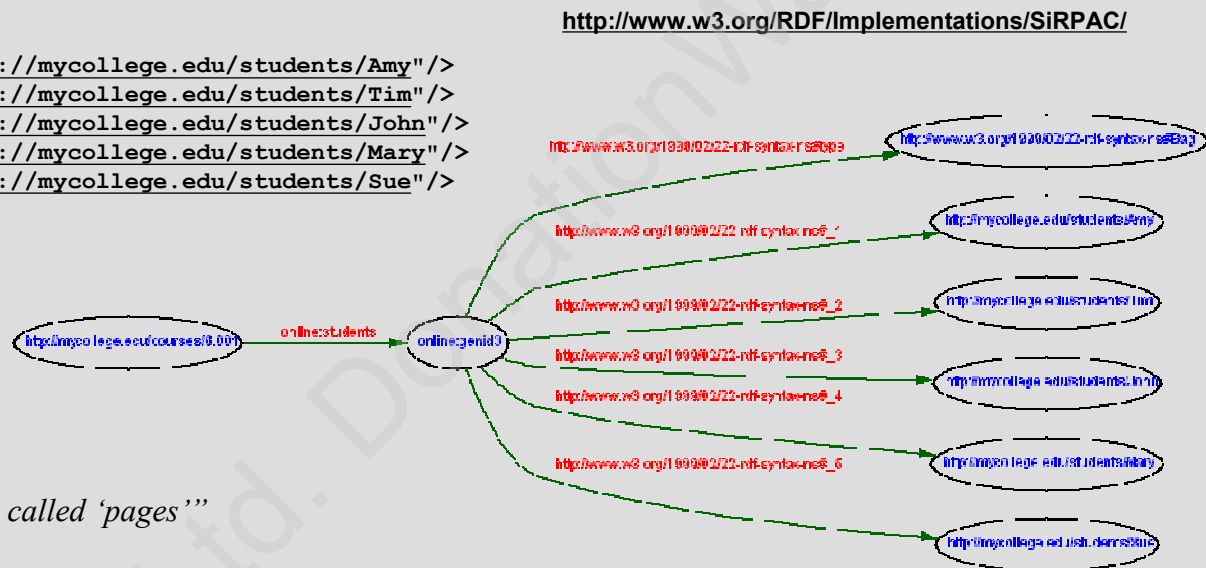 http://www.w3.org/RDF/Implementations/SiRPAC/
://mycollege.edu/students/Amy"/>
://mycollege.edu/students/Tim"/>
://mycollege.edu/students/John"/>
://mycollege.edu/students/Mary"/>
://mycollege.edu/students/Sue"/>
http://www.w3.org/1999/02/22-rdf-syntax-ns#type
http://www.w3.org/1999/02/22-rdf-syntax-ns#Bag
http://www.w3.org/1999/02/22-rdf-syntax-ns#_1
http://mycollege.edu/students/Amy
http://www.w3.org/1999/02/22-rdf-syntax-ns#_2
http://mycollege.edu/students/Tim
http://mycollege.edu/courses/6.001
online:students
online:genid3
http://www.w3.org/1999/02/22-rdf-syntax-ns#_3
http://mycollege.edu/students/John
http://www.w3.org/1999/02/22-rdf-syntax-ns#_4
http://mycollege.edu/students/Mary
http://www.w3.org/1999/02/22-rdf-syntax-ns#_5
called ‘pages’”
http://mycollege.edu/students/Sue
td. Donation